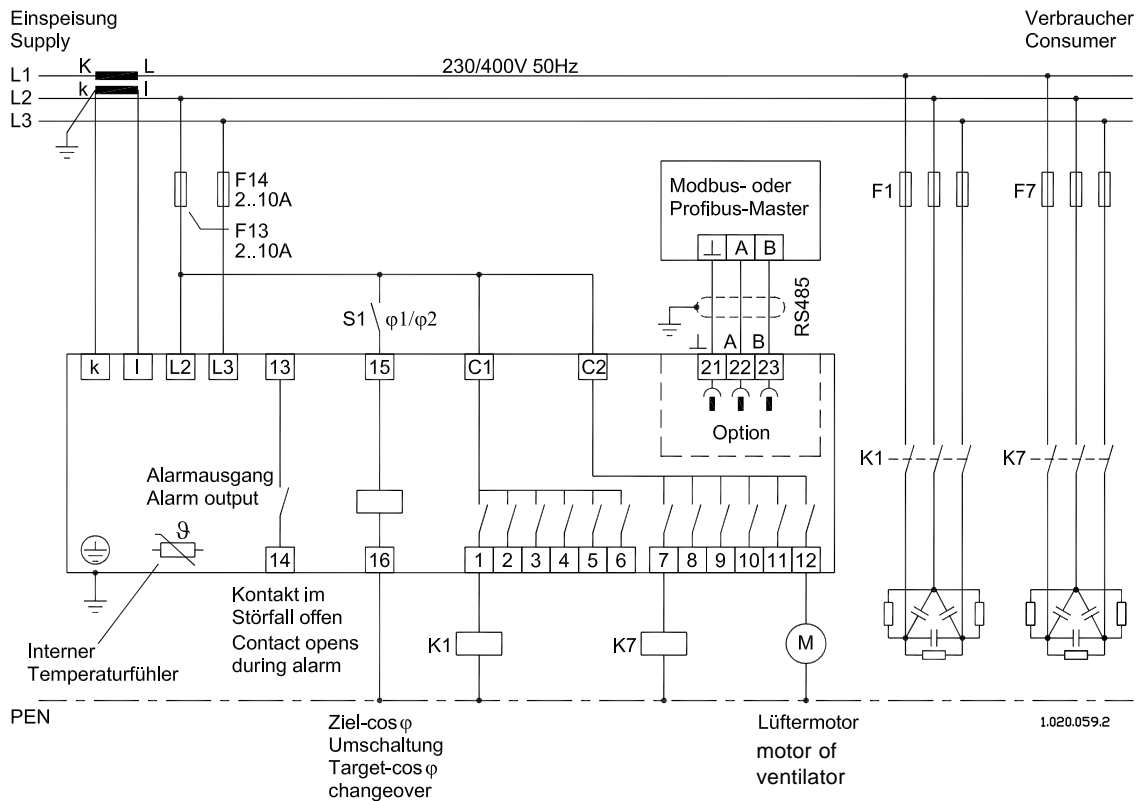 Einspeisung
Supply
Verbraucher
Consumer
K L
230/400V 50Hz
L1
k l
L2
L3
F14
2..10A
F13
2..10A
Modbus- oder
Profibus-Master
⊥ A B
F1
F7
RS485
S1 φ1/φ2
⊥ A B
k l L2 L3 13 15 C1 C2 21 22 23
Option
K1
K7
Alarmausgang
Alarm output
ϑ
14 16 1 2 3 4 5 6 7 8 9 10 11 12
Kontakt im
Störfall offen
Contact opens
during alarm
Interner
Temperaturfühler
K1
K7
M
PEN
Ziel-cos φ
Umschaltung
Target-cos φ
changeover
Lüftermotor
motor of
ventilator
1.020.059.2